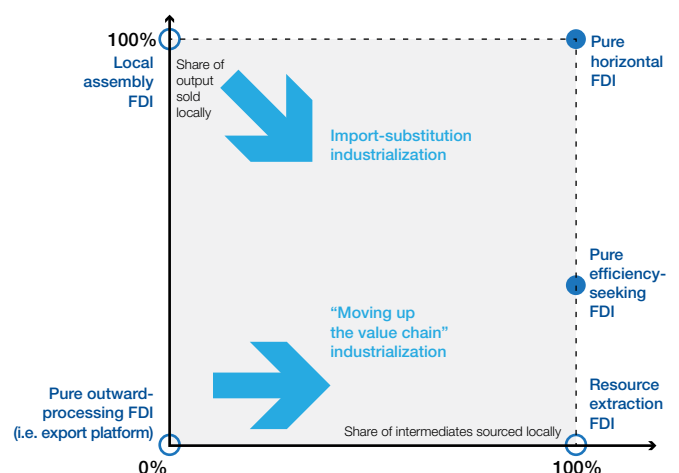 100%
Local
assembly
FDI
Share of
output
sold
locally
Pure
horizontal
FDI
Import-substitution
industrialization
Pure
efficiency-
seeking
FDI
“Moving up
the value chain”
industrialization
Pure outward-
processing FDI
(i.e. export platform)
Resource
extraction
FDI
Share of intermediates sourced locally
0%
100%